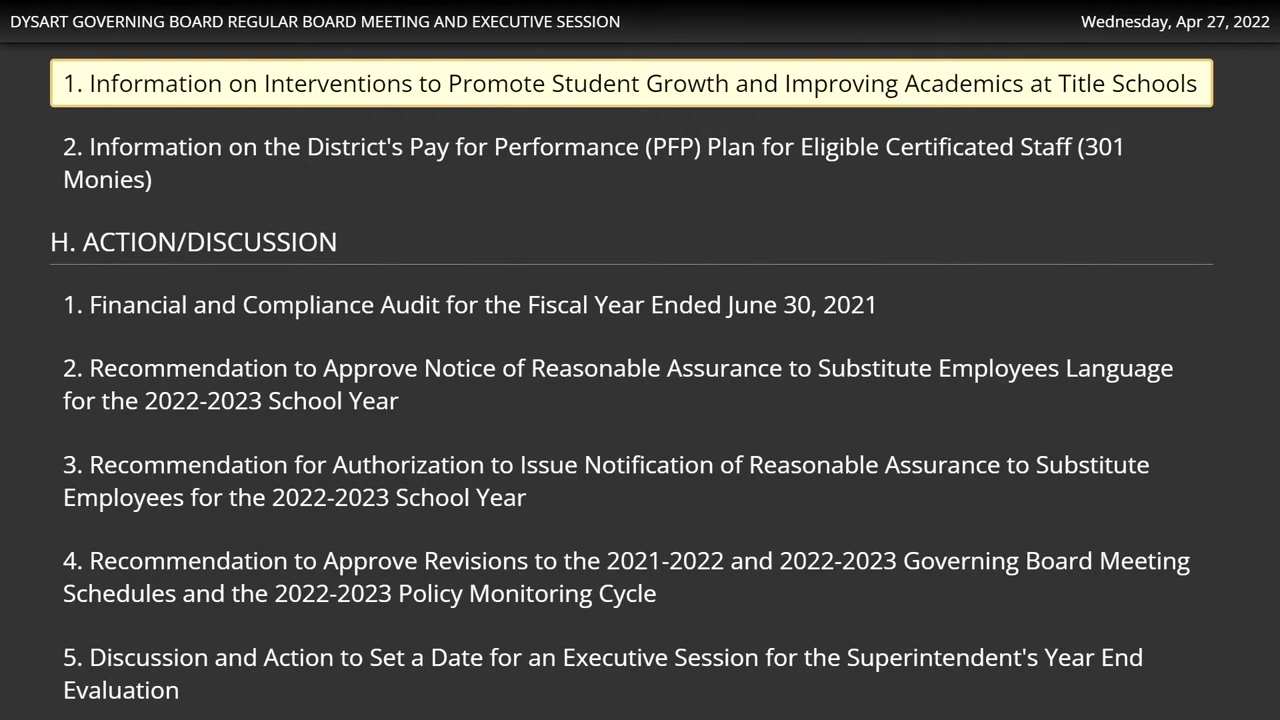 DYSART GOVERNING BOARD REGULAR BOARD MEETING AND EXECUTIVE SESSION
Wednesday, Apr 27, 2022
1. Information on Interventions to Promote Student Growth and Improving Academics at Title Schools
2. Information on the District's Pay for Performance (PFP) Plan for Eligible Certificated Staff (301
Monies)
H. ACTION/DISCUSSION
1. Financial and Compliance Audit for the Fiscal Year Ended June 30, 2021
2. Recommendation to Approve Notice of Reasonable Assurance to Substitute Employees Language
for the 2022-2023 School Year
3. Recommendation for Authorization to Issue Notification of Reasonable Assurance to Substitute
Employees for the 2022-2023 School Year
4. Recommendation to Approve Revisions to the 2021-2022 and 2022-2023 Governing Board Meeting
Schedules and the 2022-2023 Policy Monitoring Cycle
5. Discussion and Action to Set a Date for an Executive Session for the Superintendent's Year End
Evaluation